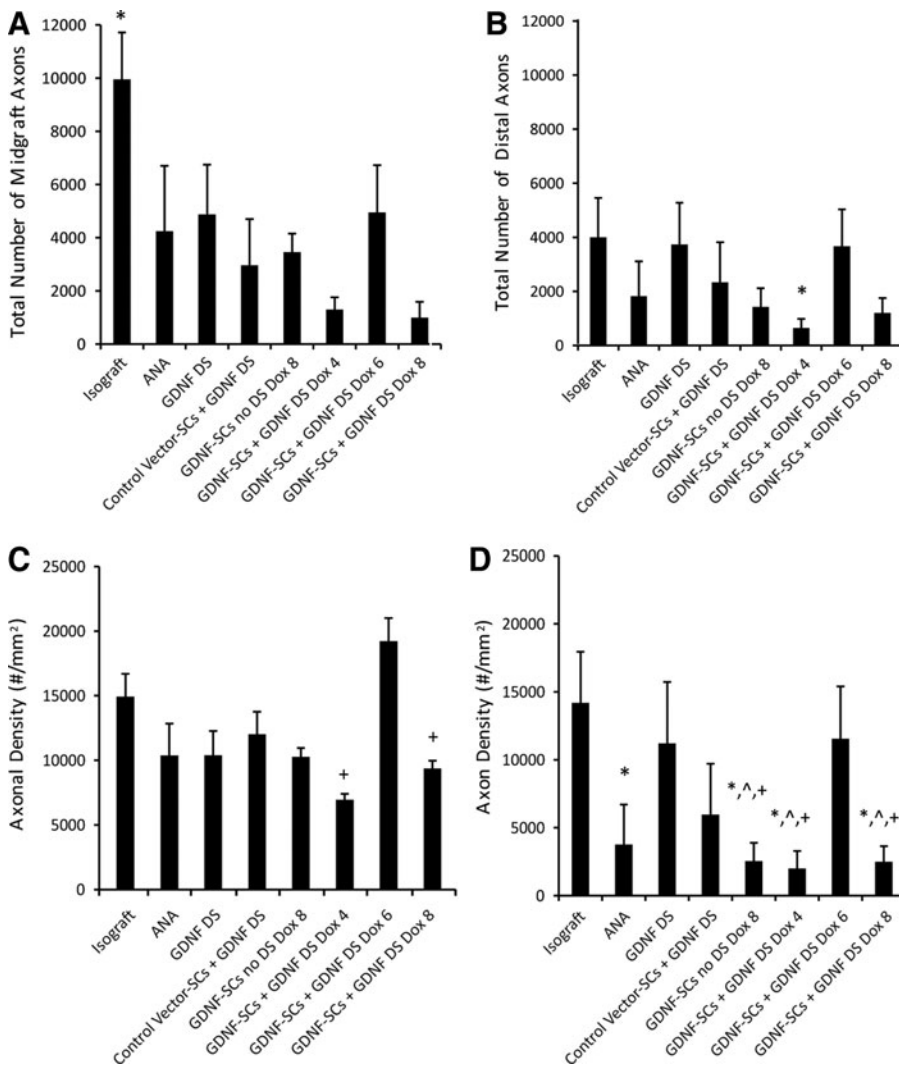 A
Total Number of Midgraft Axons
12000
10000
8000
6000
4000
2000
0
*
Isograft
ANA
GDNF DS
Control Vector-SCs + GDNF DS
GDNF-SCs no DS Dox 8
GDNF-SCs + GDNF DS Dox 4
GDNF-SCs + GDNF DS Dox 6
GDNF-SCs + GDNF DS Dox 8
B
Total Number of Distal Axons
12000
10000
8000
6000
4000
2000
0
*
Isograft
ANA
GDNF DS
Control Vector-SCs + GDNF DS
GDNF-SCs no DS Dox 8
GDNF-SCs + GDNF DS Dox 4
GDNF-SCs + GDNF DS Dox 6
GDNF-SCs + GDNF DS Dox 8
C
Axonal Density (#/mm²)
25000
20000
15000
10000
5000
0
+
+
Isograft
ANA
GDNF DS
Control Vector-SCs + GDNF DS
GDNF-SCs no DS Dox 8
GDNF-SCs + GDNF DS Dox 4
GDNF-SCs + GDNF DS Dox 6
GDNF-SCs + GDNF DS Dox 8
D
Axon Density (#/mm²)
25000
20000
15000
10000
5000
0
*
*,^,+
*,^,+
*,^,+
Isograft
ANA
GDNF DS
Control Vector-SCs + GDNF DS
GDNF-SCs no DS Dox 8
GDNF-SCs + GDNF DS Dox 4
GDNF-SCs + GDNF DS Dox 6
GDNF-SCs + GDNF DS Dox 8